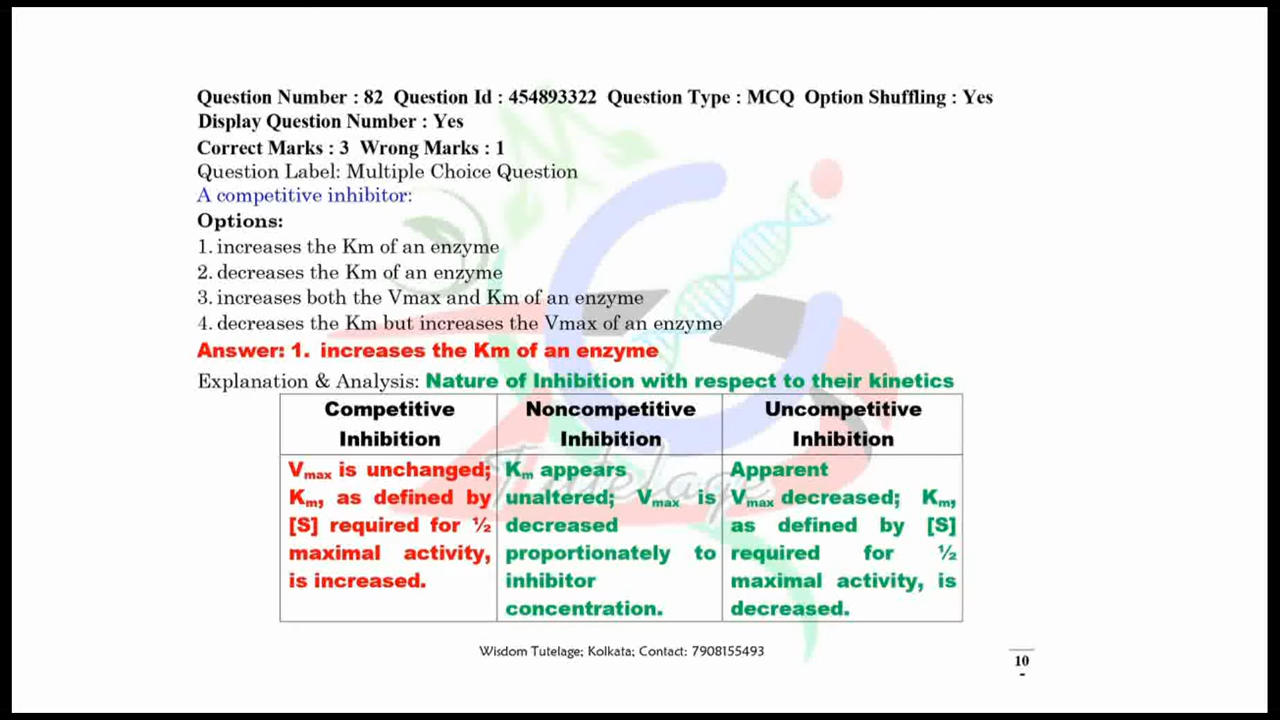 Question Number : 82 Question Id : 454893322 Question Type : MCQ Option Shuffling : Yes
Display Question Number : Yes
Correct Marks : 3 Wrong Marks : 1
Question Label: Multiple Choice Question
A competitive inhibitor:
Options:
1. increases the Km of an enzyme
2. decreases the Km of an enzyme
3. increases both the Vmax and Km of an enzyme
4. decreases the Km but increases the Vmax of an enzyme
Answer: 1. increases the Km of an enzyme
Explanation & Analysis: Nature of Inhibition with respect to their kinetics
Competitive
Inhibition
Noncompetitive
Inhibition
Uncompetitive
Inhibition
Vmax is unchanged;
Km, as defined by
[S] required for ½
maximal activity,
is increased.
Km appears
unaltered; Vmax is
decreased
proportionately to
inhibitor
concentration.
Apparent
Vmax decreased; Km,
as defined by [S]
required for ½
maximal activity, is
decreased.
Tutelage
Wisdom Tutelage; Kolkata; Contact: 7908155493
10
-